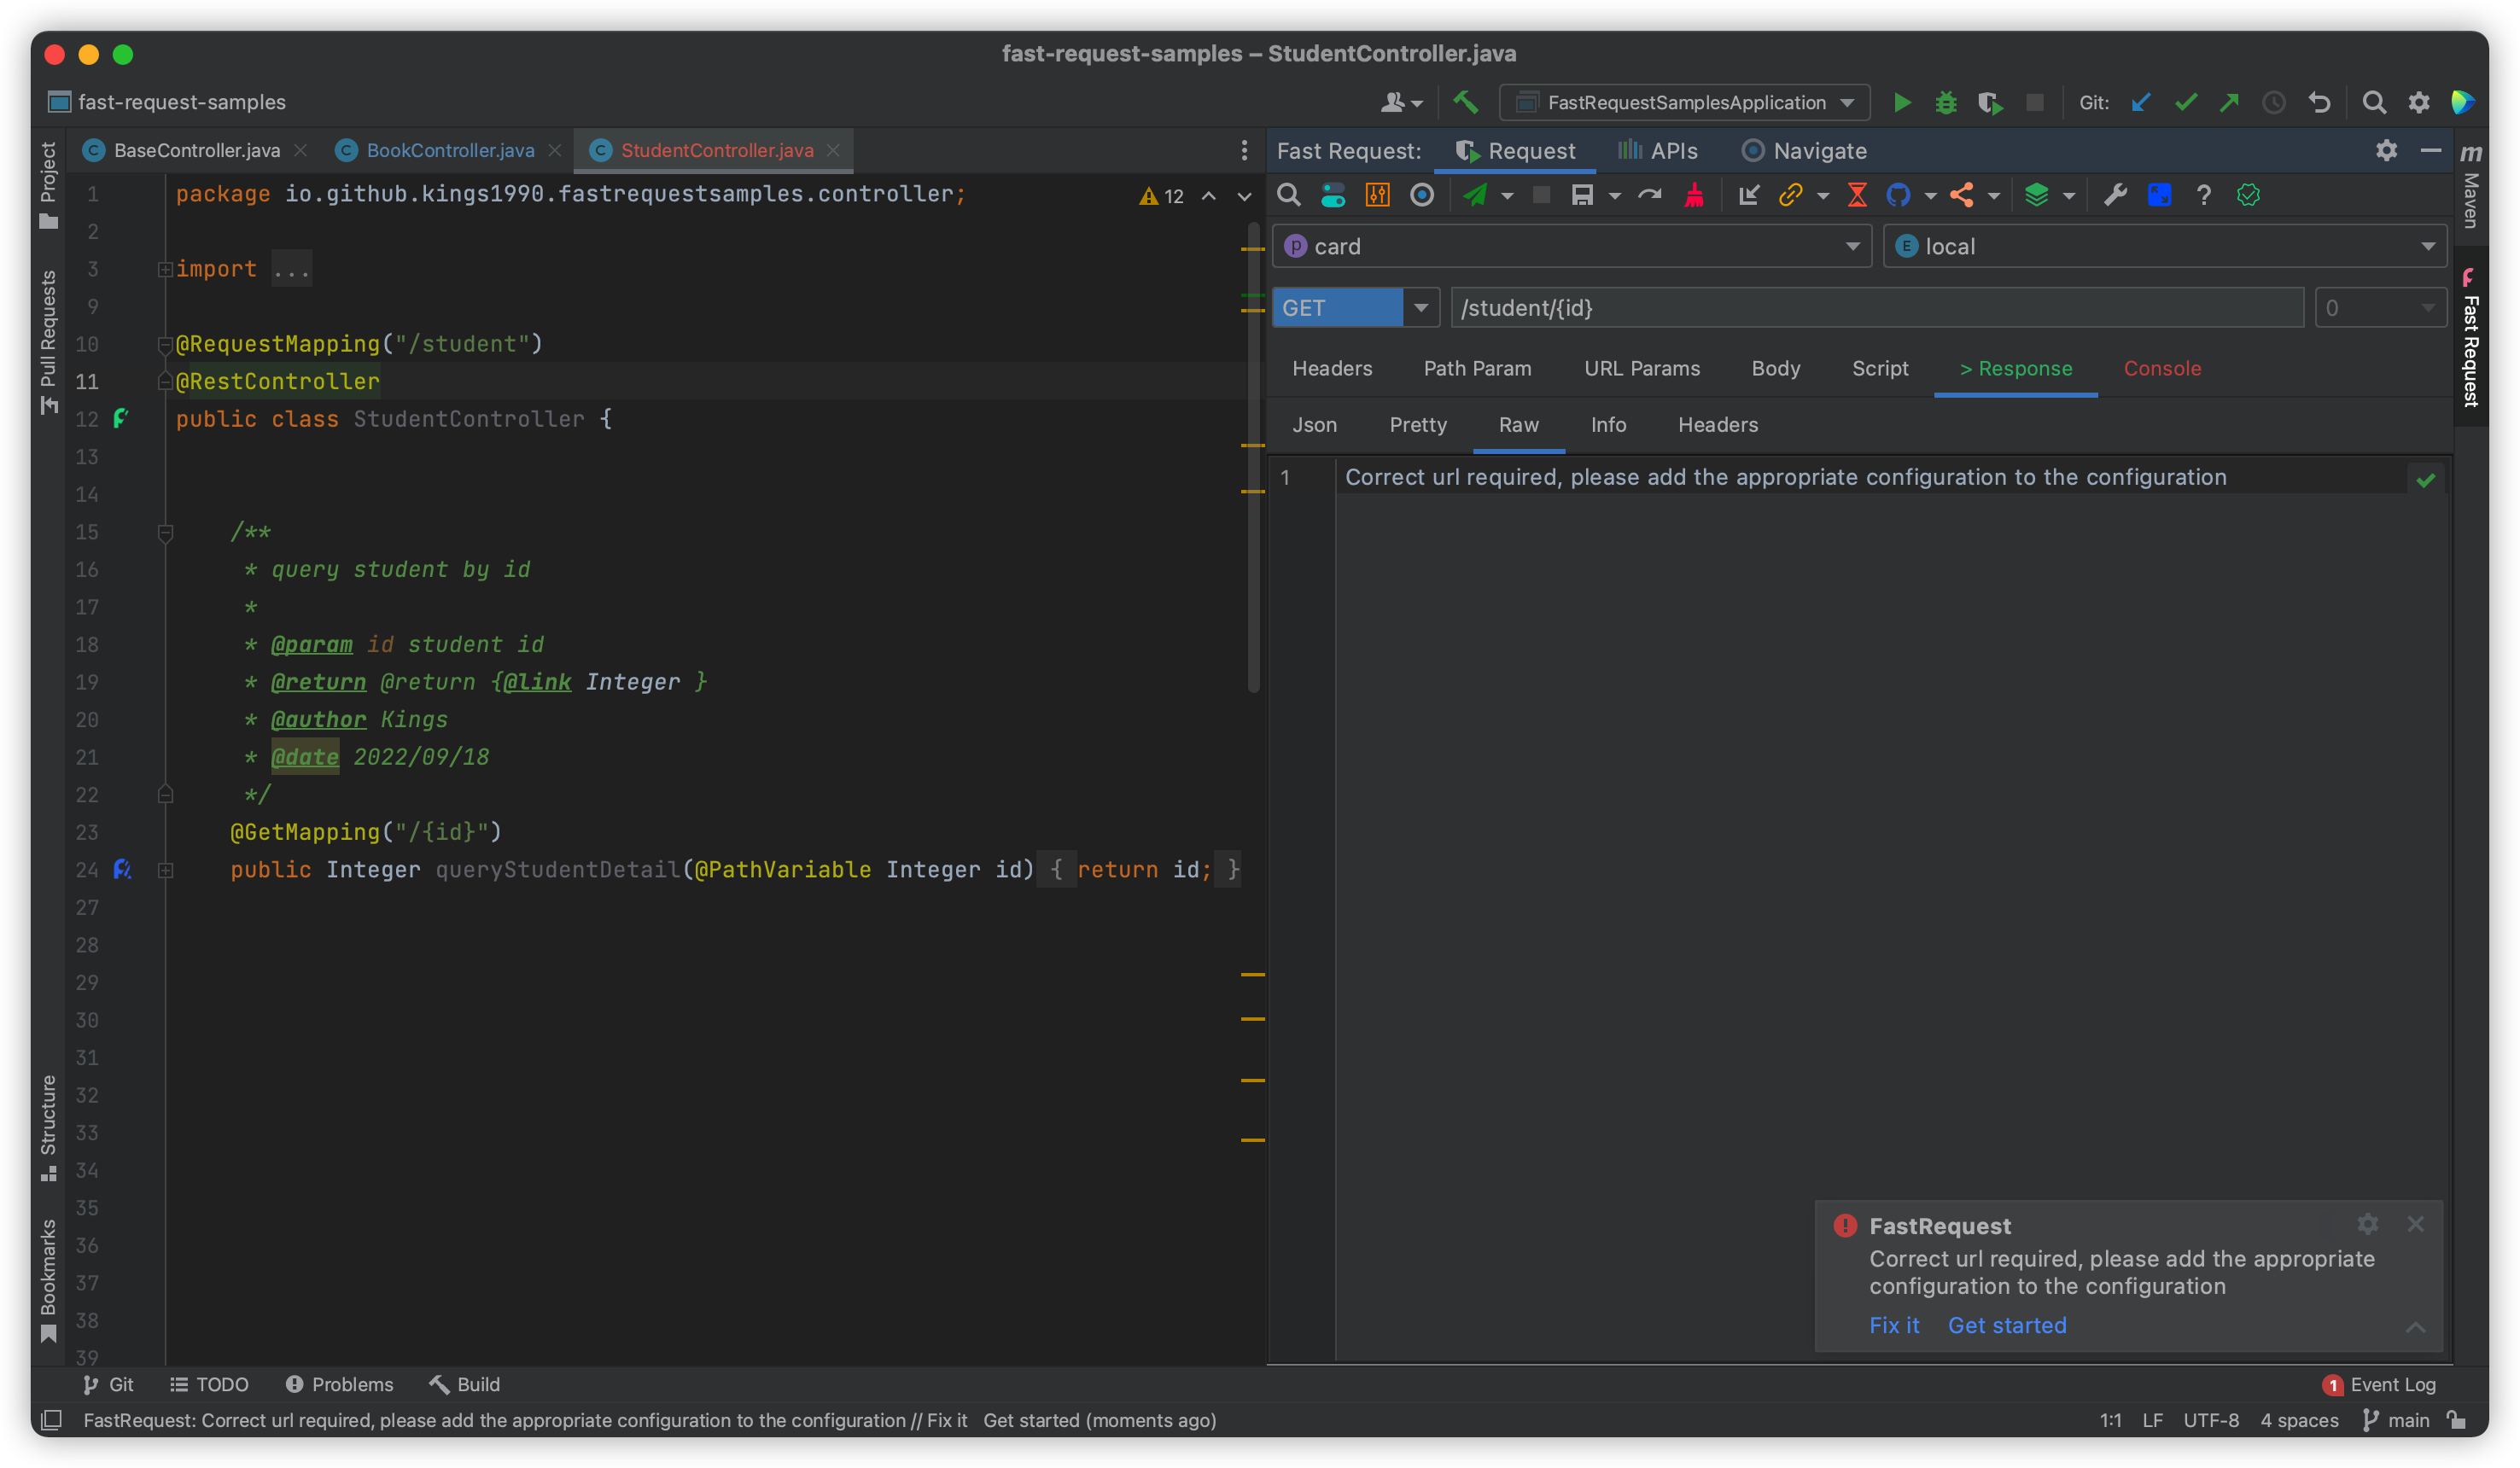 fast-request-samples – StudentController.java
fast-request-samples
FastRequestSamplesApplication
Git:
Project
Pull Requests
Structure
Bookmarks
BaseController.java
BookController.java
StudentController.java
12
1 package io.github.kings1990.fastrequestsamples.controller;
2
3 import ...
9
10 @RequestMapping("/student")
11 @RestController
12 public class StudentController {
13
14
15 /**
16 * query student by id
17 *
18 * @param id student id
19 * @return @return {@link Integer }
20 * @author Kings
21 * @date 2022/09/18
22 */
23 @GetMapping("/{id}")
24 public Integer queryStudentDetail(@PathVariable Integer id) { return id; }
27
28
29
30
31
32
33
34
35
36
37
38
39
Fast Request: Request APIs Navigate
card
local
GET /student/{id} 0
Headers Path Param URL Params Body Script > Response Console
Json Pretty Raw Info Headers
1 Correct url required, please add the appropriate configuration to the configuration
m
Maven
Fast Request
FastRequest
Correct url required, please add the appropriate
configuration to the configuration
Fix it Get started
Git TODO Problems Build
1 Event Log
FastRequest: Correct url required, please add the appropriate configuration to the configuration // Fix it Get started (moments ago)
1:1 LF UTF-8 4 spaces main